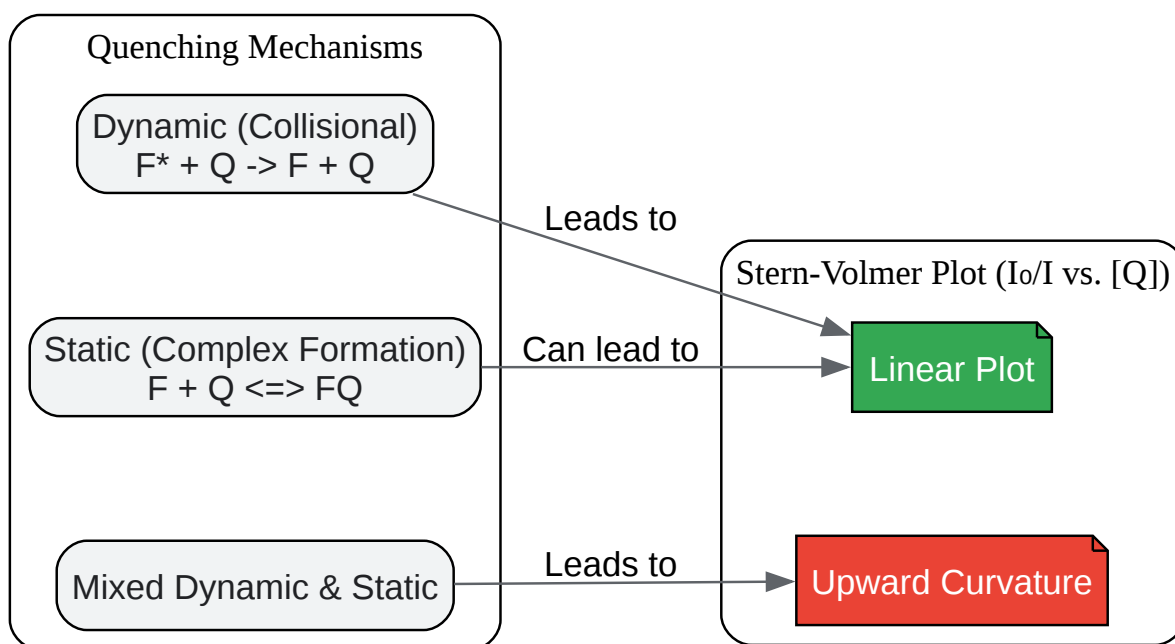 Quenching Mechanisms
Dynamic (Collisional)
F* + Q -> F + Q
Leads to
Stern-Volmer Plot (I₀/I vs. [Q])
Static (Complex Formation)
F + Q <=> FQ
Can lead to
Linear Plot
Mixed Dynamic & Static
Leads to
Upward Curvature